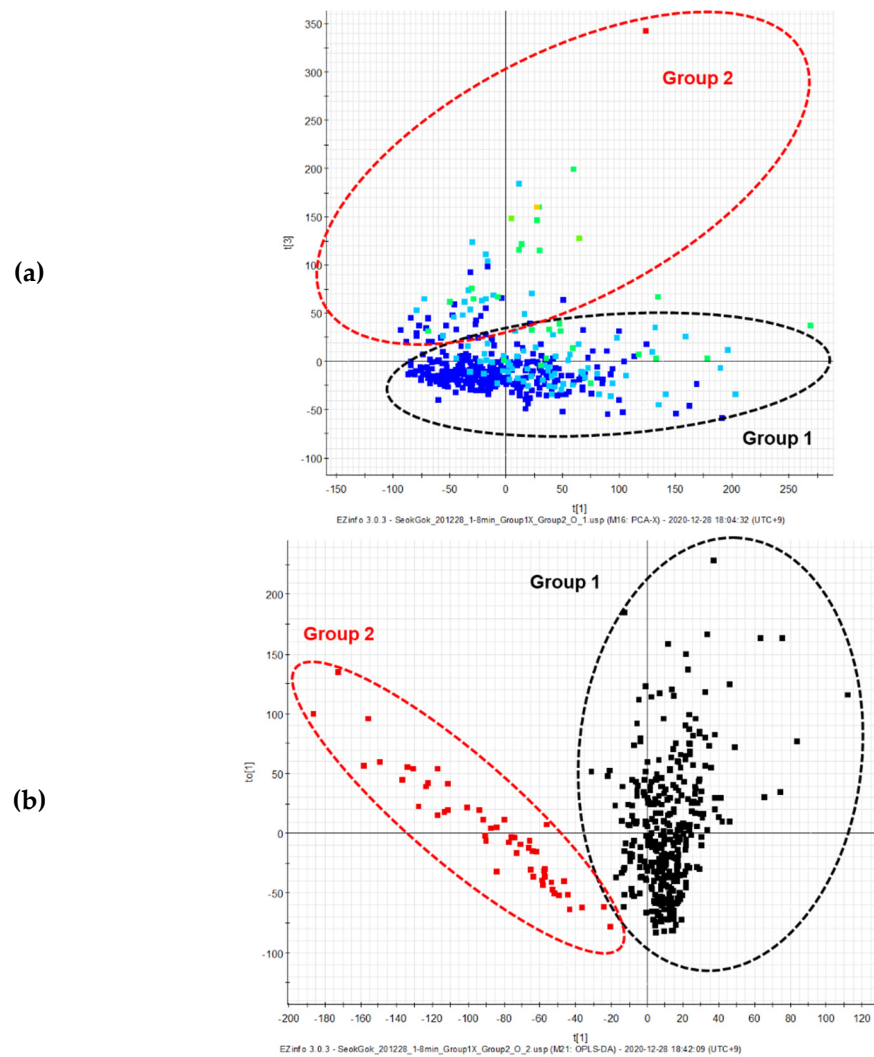 350
300
Group 2
250
200
150
t[3]
100
(a)
50
0
-50
Group 1
-100
-150 -100 -50 0 50 100 150 200 250
t[1]
EZinfo 3.0.3 - SeokGok_201228_1-8min_Group1X_Group2_O_1.usp (M16: PCA-X) - 2020-12-28 18:04:32 (UTC+9)
Group 1
200
Group 2
150
100
50
to[1]
(b)
0
-50
-100
-200 -180 -160 -140 -120 -100 -80 -60 -40 -20 0 20 40 60 80 100 120
t[1]
EZinfo 3.0.3 - SeokGok_201228_1-8min_Group1X_Group2_O_2.usp (M21: OPLS-DA) - 2020-12-28 18:42:09 (UTC+9)